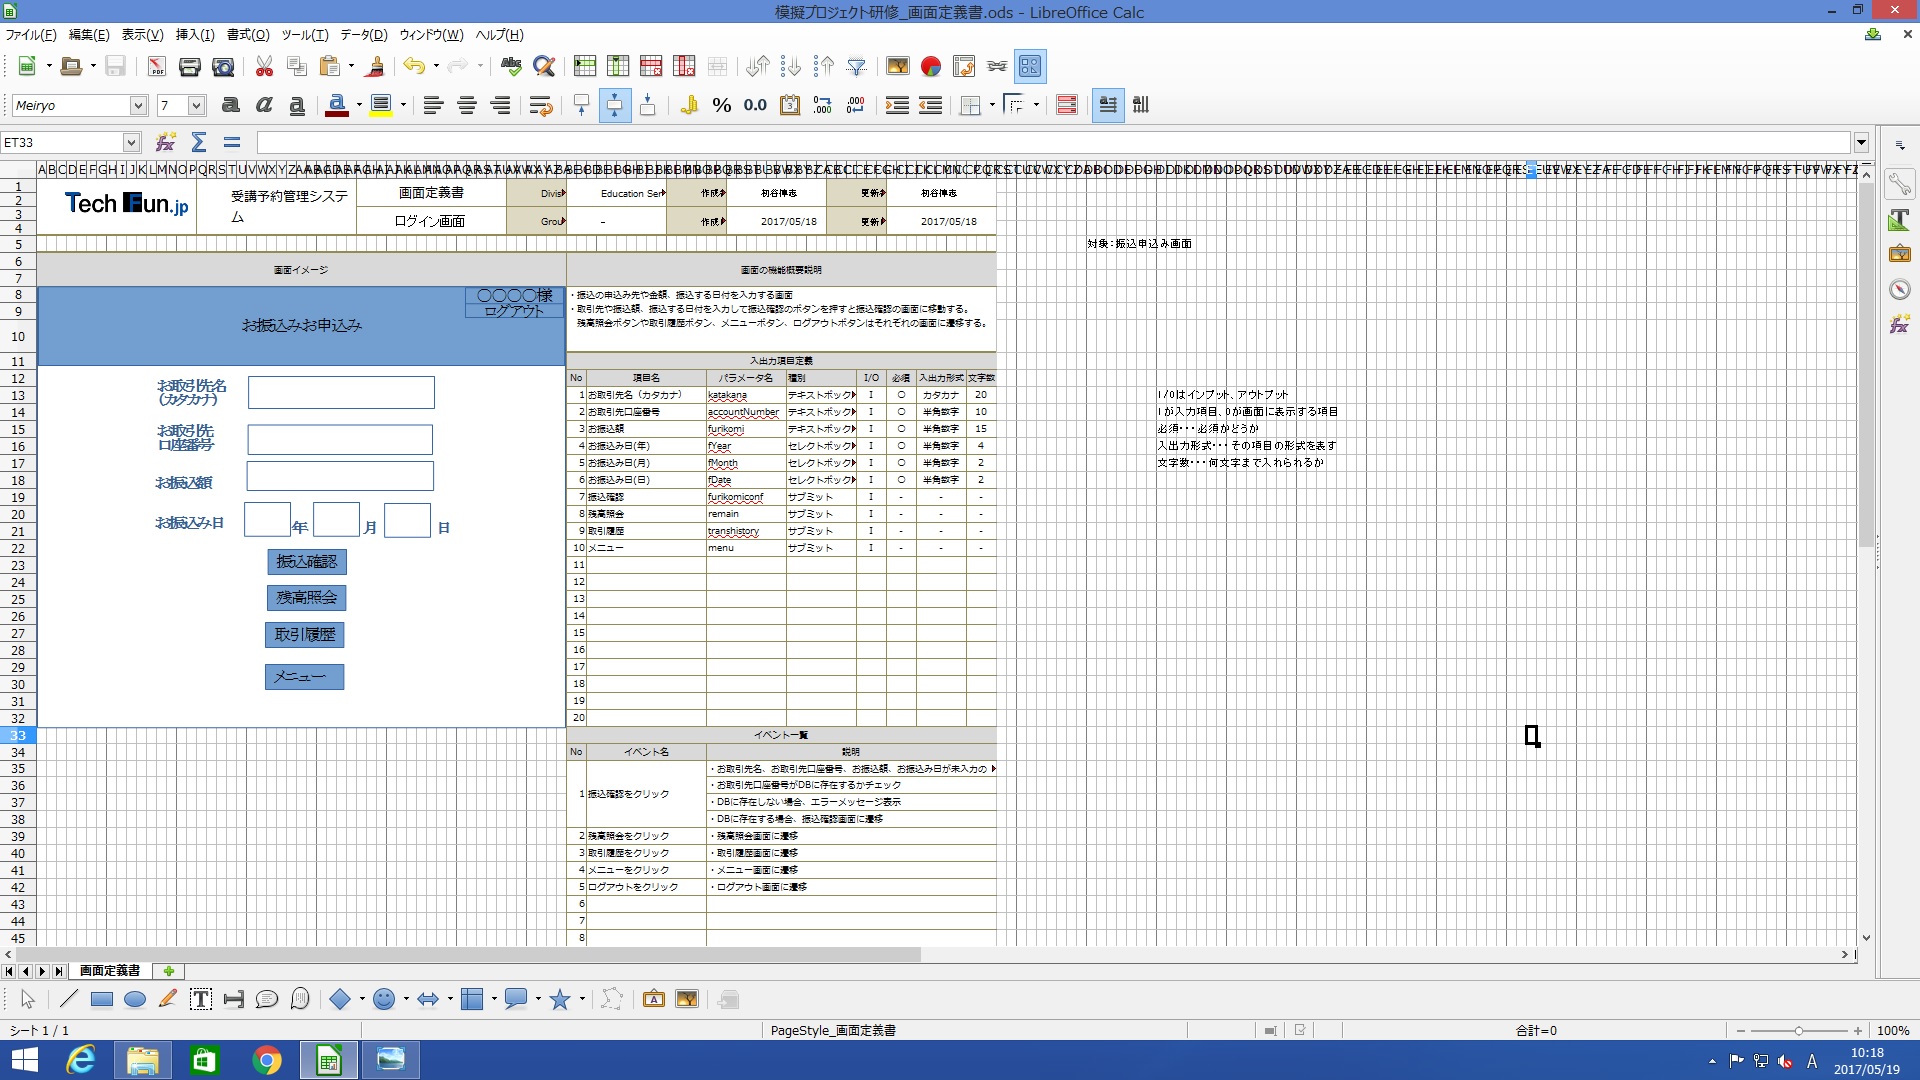 模擬プロジェクト研修_画面定義書.ods - LibreOffice Calc
ファイル(F) 編集(E) 表示(V) 挿入(I) 書式(O) ツール(T) データ(D) ウィンドウ(W) ヘルプ(H)
Meiryo 7
ET33
Tech Fun.jp
受講予約管理システム
画面定義書
ログイン画面
Divis Education Ser 作成 初谷 更新 初谷
Grou - 作成 2017/05/18 更新 2017/05/18
対象：振込申込み画面
画面イメージ
画面の機能概要説明
〇〇〇〇様
ログアウト
お振込みお申込み
・振込の申込み先や金額、振込する日付を入力する画面
・取引先や振込額、振込する日付を入力して振込確認のボタンを押すと振込確認の画面に移動する。
残高照会ボタンや取引履歴ボタン、メニューボタン、ログアウトボタンはそれぞれの画面に遷移する。
お取引先名
(カタカナ)
お取引先
口座番号
お振込額
お振込み日 年 月 日
振込確認
残高照会
取引履歴
メニュー
入出力項目定義
No 項目名 パラメータ名 種別 I/O 必須 入出力形式 文字数
1 お取引先名（カタカナ） katakana テキストボック I ○ カタカナ 20
2 お取引先口座番号 accountNumber テキストボック I ○ 半角数字 10
3 お振込額 furikomi テキストボック I ○ 半角数字 15
4 お振込み日(年) fYear セレクトボック I ○ 半角数字 4
5 お振込み日(月) fMonth セレクトボック I ○ 半角数字 2
6 お振込み日(日) fDate セレクトボック I ○ 半角数字 2
7 振込確認 furikomiconf サブミット I - - -
8 残高照会 remain サブミット I - - -
9 取引履歴 transhistory サブミット I - - -
10 メニュー menu サブミット I - - -
11
12
13
14
15
16
17
18
19
20
I/Oはインプット、アウトプット
Iが入力項目、Oが画面に表示する項目
必須・・・必須かどうか
入出力形式・・・その項目の形式を表す
文字数・・・何文字まで入れられるか
イベント一覧
No イベント名 説明
1 振込確認をクリック
・お取引先名、お取引先口座番号、お振込額、お振込み日が未入力の
・お取引先口座番号がDBに存在するかチェック
・DBに存在しない場合、エラーメッセージ表示
・DBに存在する場合、振込確認画面に遷移
2 残高照会をクリック ・残高照会画面に遷移
3 取引履歴をクリック ・取引履歴画面に遷移
4 メニューをクリック ・メニュー画面に遷移
5 ログアウトをクリック ・ログアウト画面に遷移
6
7
8
画面定義書
シート 1 / 1 PageStyle_画面定義書 合計=0 100%
A 10:18
2017/05/19